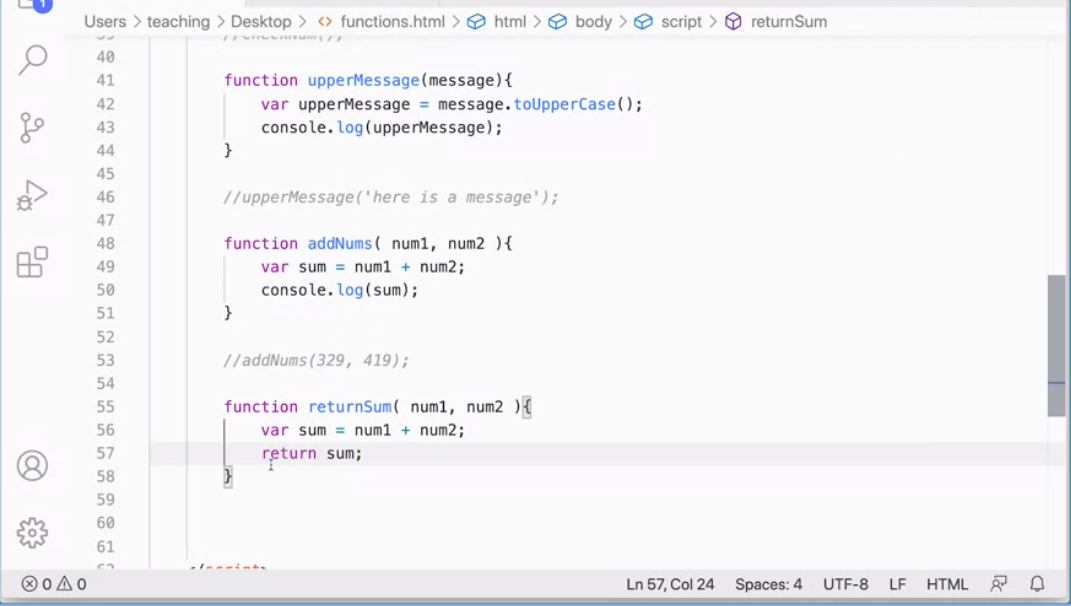 1
Users > teaching > Desktop > <> functions.html > html > body > script > returnSum
39 //checkNum();
40
41 function upperMessage(message){
42 var upperMessage = message.toUpperCase();
43 console.log(upperMessage);
44 }
45
46 //upperMessage('here is a message');
47
48 function addNums( num1, num2 ){
49 var sum = num1 + num2;
50 console.log(sum);
51 }
52
53 //addNums(329, 419);
54
55 function returnSum( num1, num2 ){
56 var sum = num1 + num2;
57 return sum;
58 }
59
60
61
62 </script>
0 0 Ln 57, Col 24 Spaces: 4 UTF-8 LF HTML